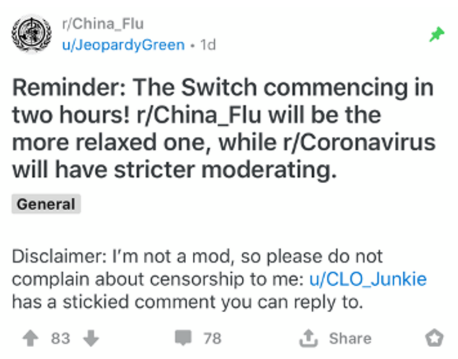 r/China_Flu
u/JeopardyGreen • 1d
Reminder: The Switch commencing in
two hours! r/China_Flu will be the
more relaxed one, while r/Coronavirus
will have stricter moderating.
General
Disclaimer: I'm not a mod, so please do not
complain about censorship to me: u/CLO_Junkie
has a stickied comment you can reply to.
83 78 Share